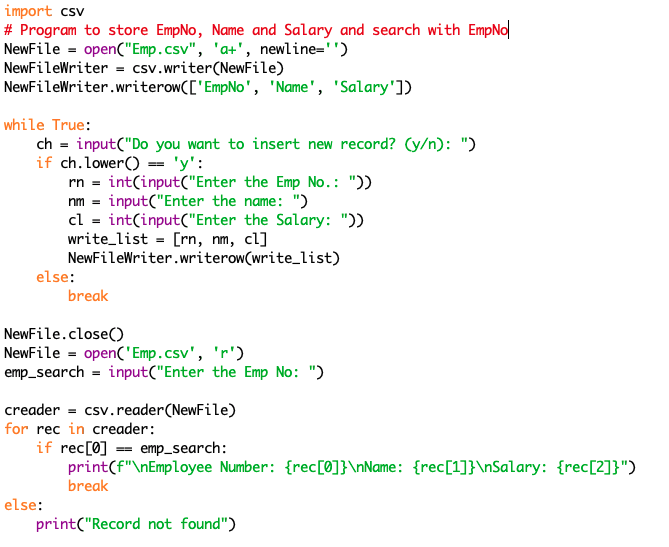 import csv
# Program to store EmpNo, Name and Salary and search with EmpNo
NewFile = open("Emp.csv", 'a+', newline='')
NewFileWriter = csv.writer(NewFile)
NewFileWriter.writerow(['EmpNo', 'Name', 'Salary'])

while True:
    ch = input("Do you want to insert new record? (y/n): ")
    if ch.lower() == 'y':
        rn = int(input("Enter the Emp No.: "))
        nm = input("Enter the name: ")
        cl = int(input("Enter the Salary: "))
        write_list = [rn, nm, cl]
        NewFileWriter.writerow(write_list)
    else:
        break

NewFile.close()
NewFile = open('Emp.csv', 'r')
emp_search = input("Enter the Emp No: ")

creader = csv.reader(NewFile)
for rec in creader:
    if rec[0] == emp_search:
        print(f"\nEmployee Number: {rec[0]}\nName: {rec[1]}\nSalary: {rec[2]}")
        break
else:
    print("Record not found")